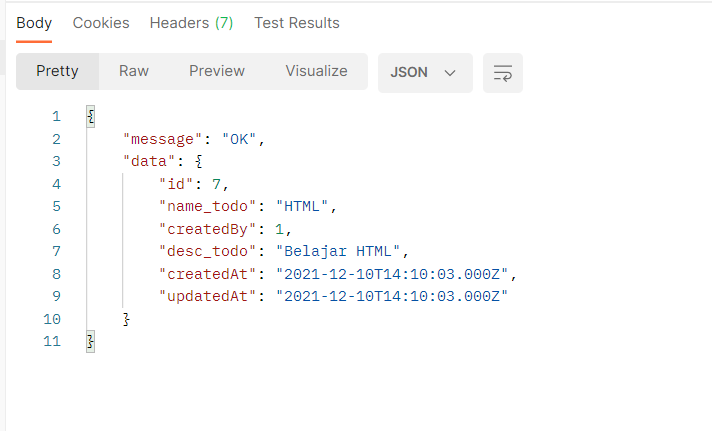 Body Cookies Headers (7) Test Results
Pretty Raw Preview Visualize JSON
1 {
2 "message": "OK",
3 "data": {
4 "id": 7,
5 "name_todo": "HTML",
6 "createdBy": 1,
7 "desc_todo": "Belajar HTML",
8 "createdAt": "2021-12-10T14:10:03.000Z",
9 "updatedAt": "2021-12-10T14:10:03.000Z"
10 }
11 }